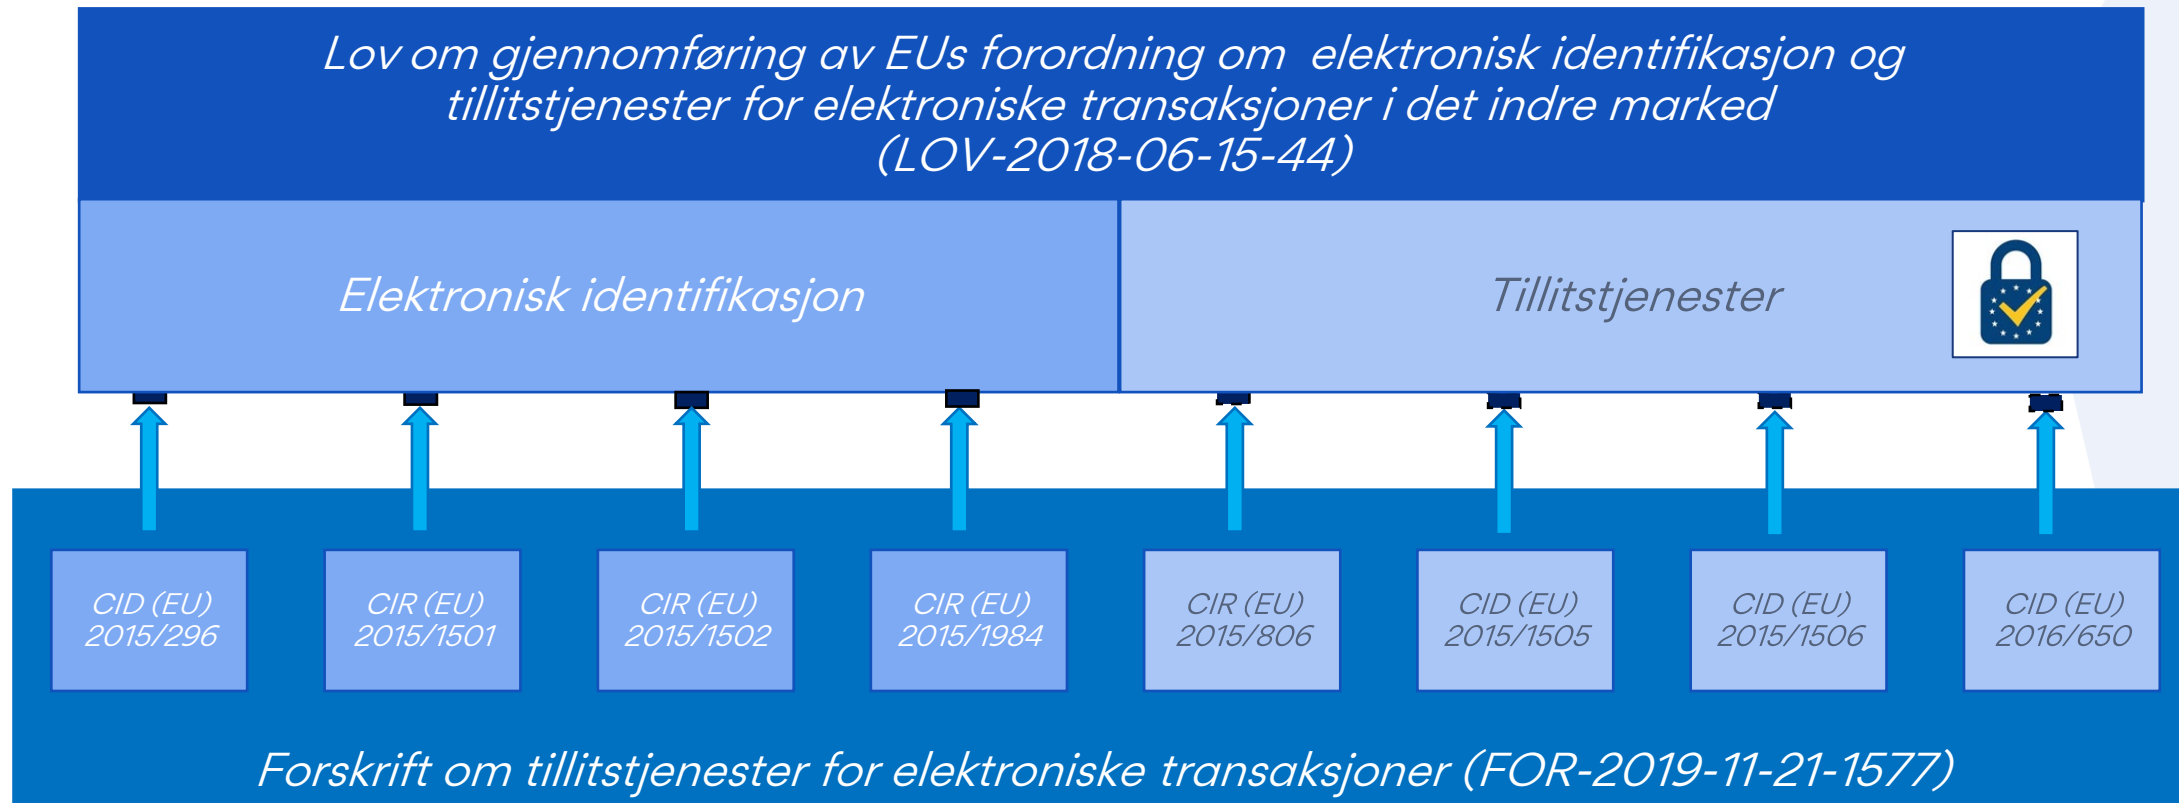 Lov om gjennomføring av EUs forordning om elektronisk identifikasjon og
tillitstjenester for elektroniske transaksjoner i det indre marked
(LOV-2018-06-15-44)
Elektronisk identifikasjon
Tillitstjenester
CID (EU)
2015/296
CIR (EU)
2015/1501
CIR (EU)
2015/1502
CIR (EU)
2015/1984
CIR (EU)
2015/806
CID (EU)
2015/1505
CID (EU)
2015/1506
CID (EU)
2016/650
Forskrift om tillitstjenester for elektroniske transaksjoner (FOR-2019-11-21-1577)